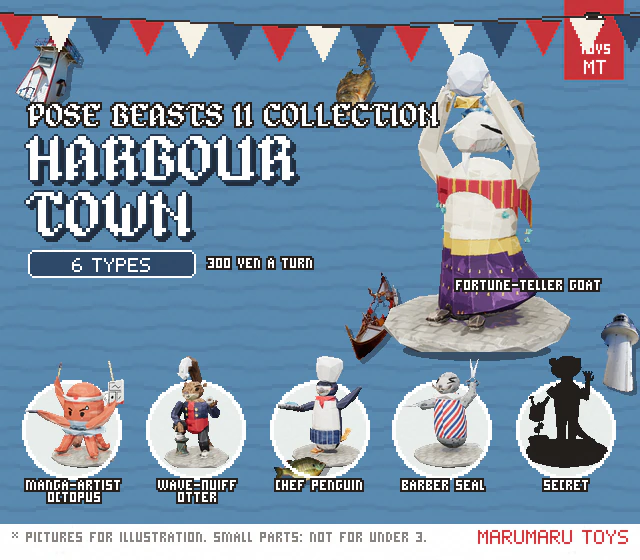 TOYS
MT
POSE BEASTS 11 COLLECTION
HARBOUR
TOWN
6 TYPES
300 YEN A TURN
FORTUNE-TELLER GOAT
MANGA-ARTIST
OCTOPUS
WAVE-NUIFF
OTTER
CHEF PENGUIN
BARBER SEAL
SECRET
* PICTURES FOR ILLUSTRATION. SMALL PARTS: NOT FOR UNDER 3.
MARUMARU TOYS